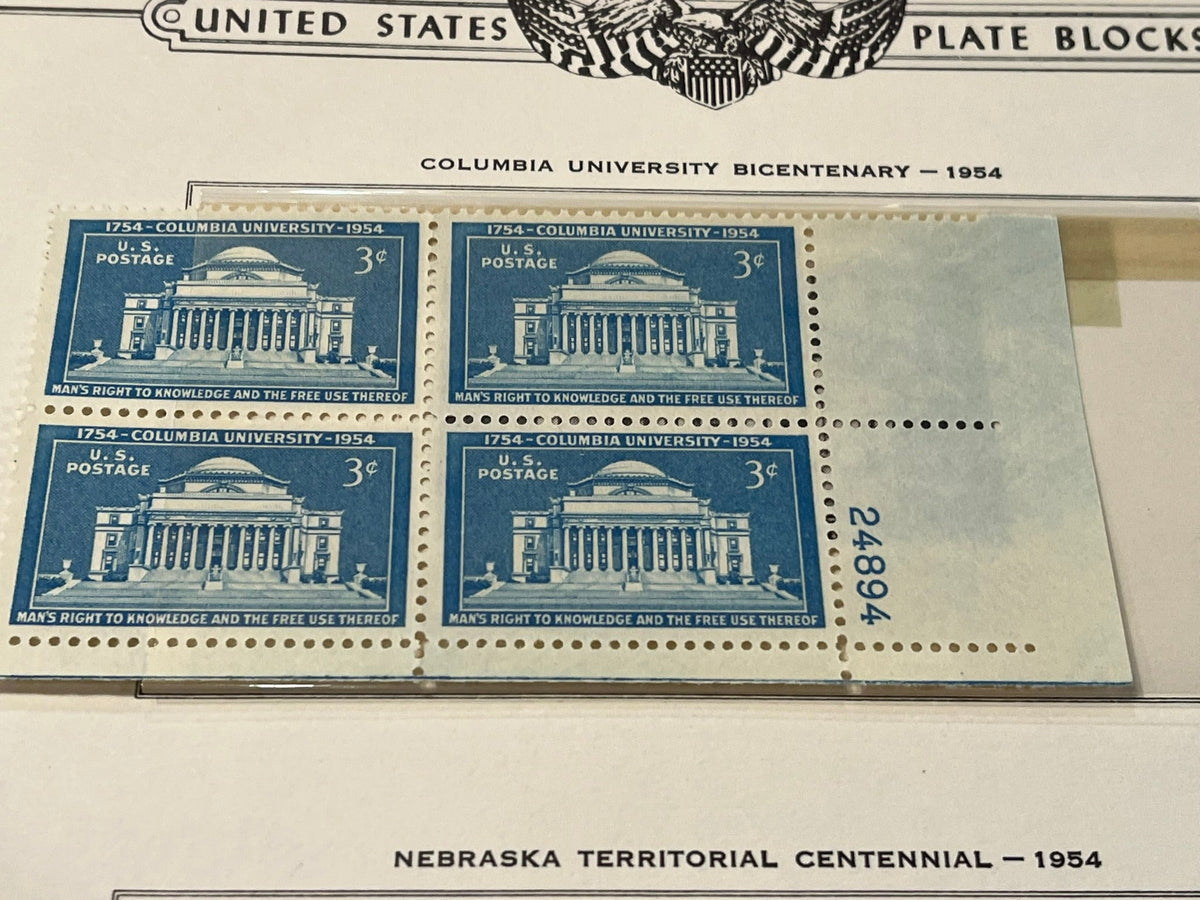 UNITED STATES
PLATE BLOCKS
COLUMBIA UNIVERSITY BICENTENARY — 1954
1754-COLUMBIA UNIVERSITY-1954
U.S.
POSTAGE
3¢
MAN'S RIGHT TO KNOWLEDGE AND THE FREE USE THEREOF
1754-COLUMBIA UNIVERSITY-1954
U.S.
POSTAGE
3¢
MAN'S RIGHT TO KNOWLEDGE AND THE FREE USE THEREOF
1754-COLUMBIA UNIVERSITY-1954
U.S.
POSTAGE
3¢
MAN'S RIGHT TO KNOWLEDGE AND THE FREE USE THEREOF
1754-COLUMBIA UNIVERSITY-1954
U.S.
POSTAGE
3¢
MAN'S RIGHT TO KNOWLEDGE AND THE FREE USE THEREOF
24894
NEBRASKA TERRITORIAL CENTENNIAL — 1954